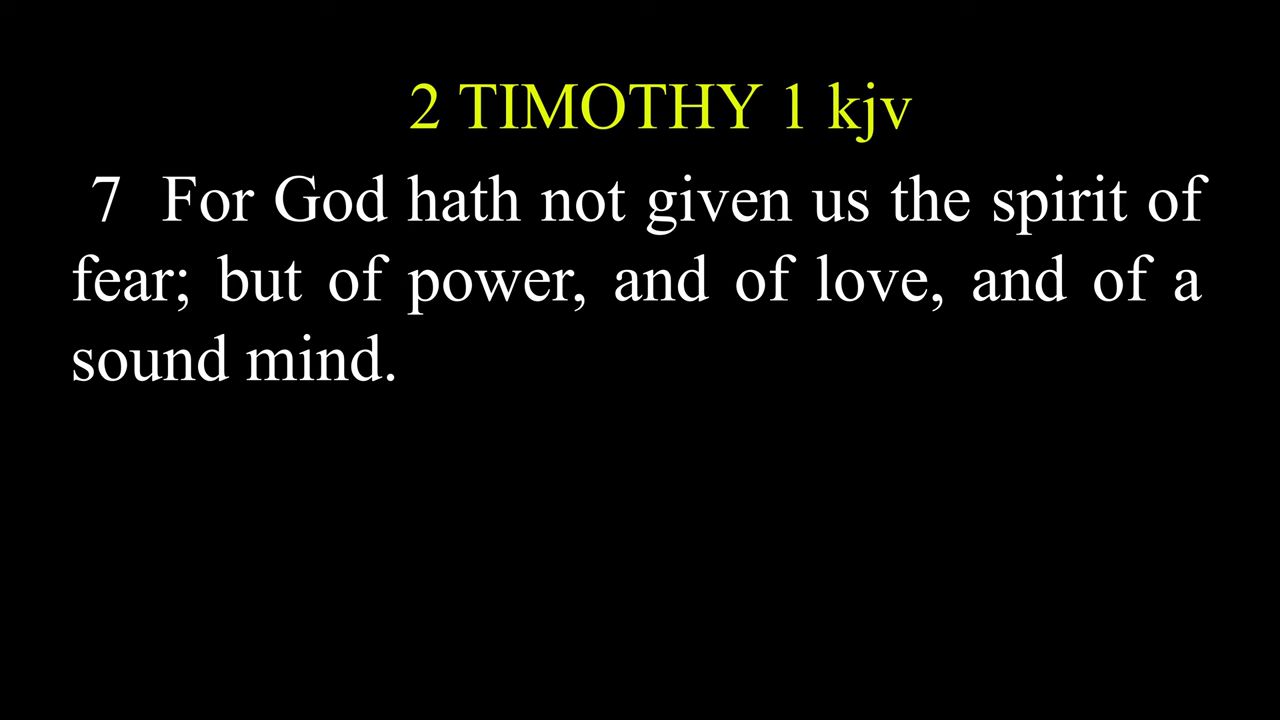 2 TIMOTHY 1 kjv
7 For God hath not given us the spirit of
fear; but of power, and of love, and of a
sound mind.